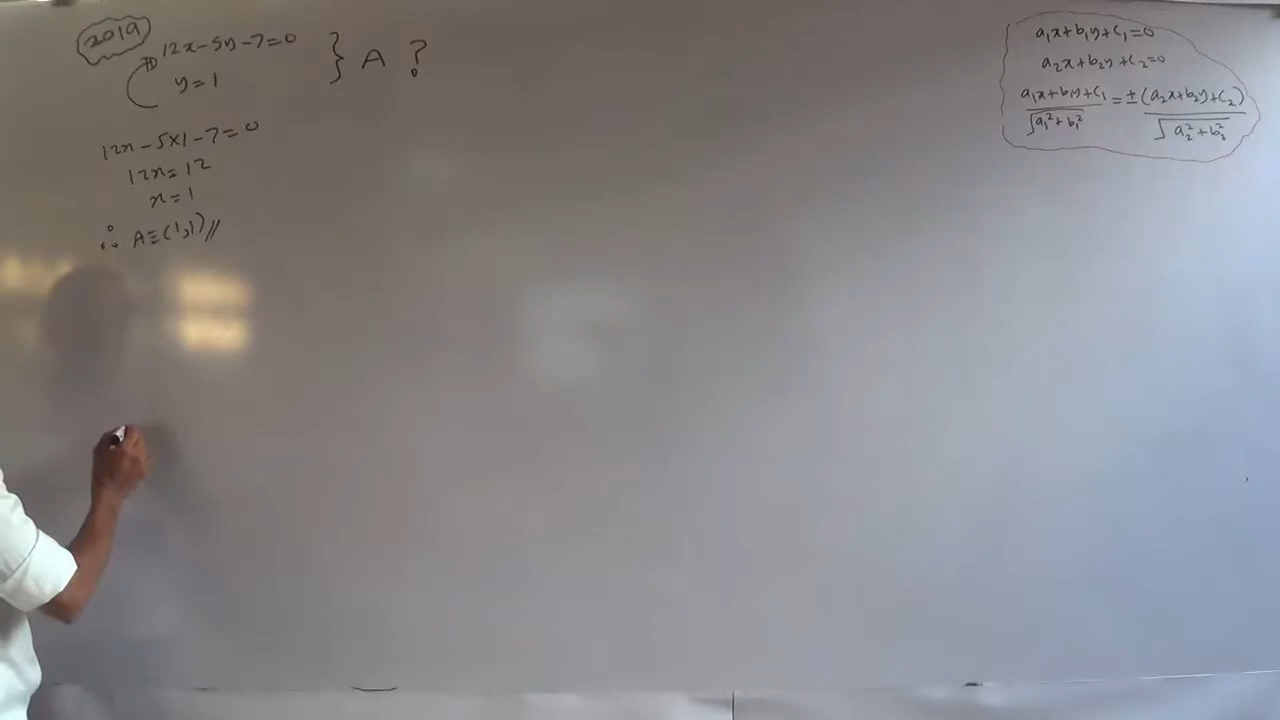 2019
12x-5y-7=0
y=1
} A ?
12x-5×1-7=0
12x=12
x=1
∴ A≡(1,1)//
a₁x+b₁y+c₁=0
a₂x+b₂y+c₂=0
a₁x+b₁y+c₁/√a₁²+b₁² = ±(a₂x+b₂y+c₂)/√a₂²+b₂²